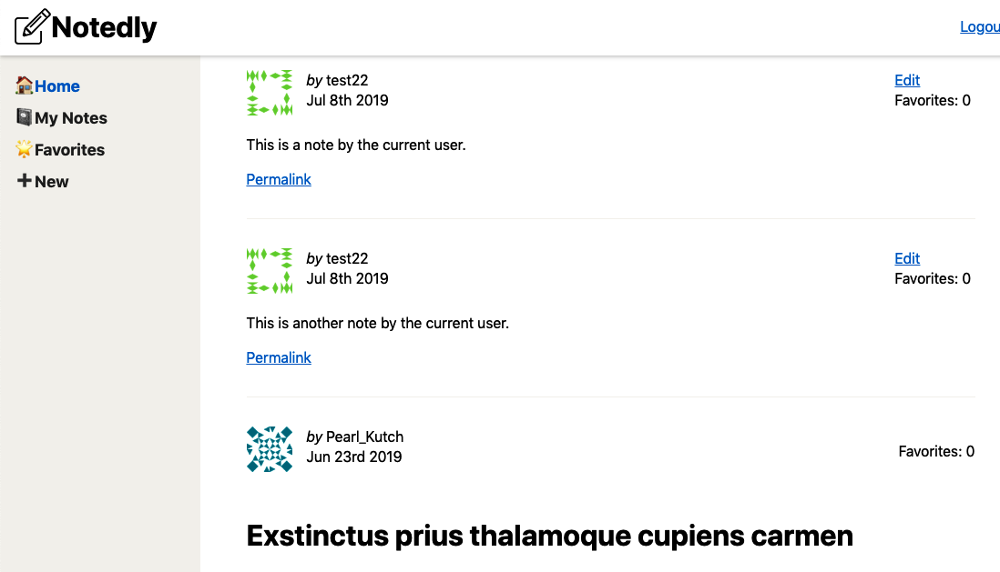 Notedly
Logou
Home
My Notes
Favorites
New
by test22
Jul 8th 2019
Edit
Favorites: 0
This is a note by the current user.
Permalink
by test22
Jul 8th 2019
Edit
Favorites: 0
This is another note by the current user.
Permalink
by Pearl_Kutch
Jun 23rd 2019
Favorites: 0
Exstinctus prius thalamoque cupiens carmen